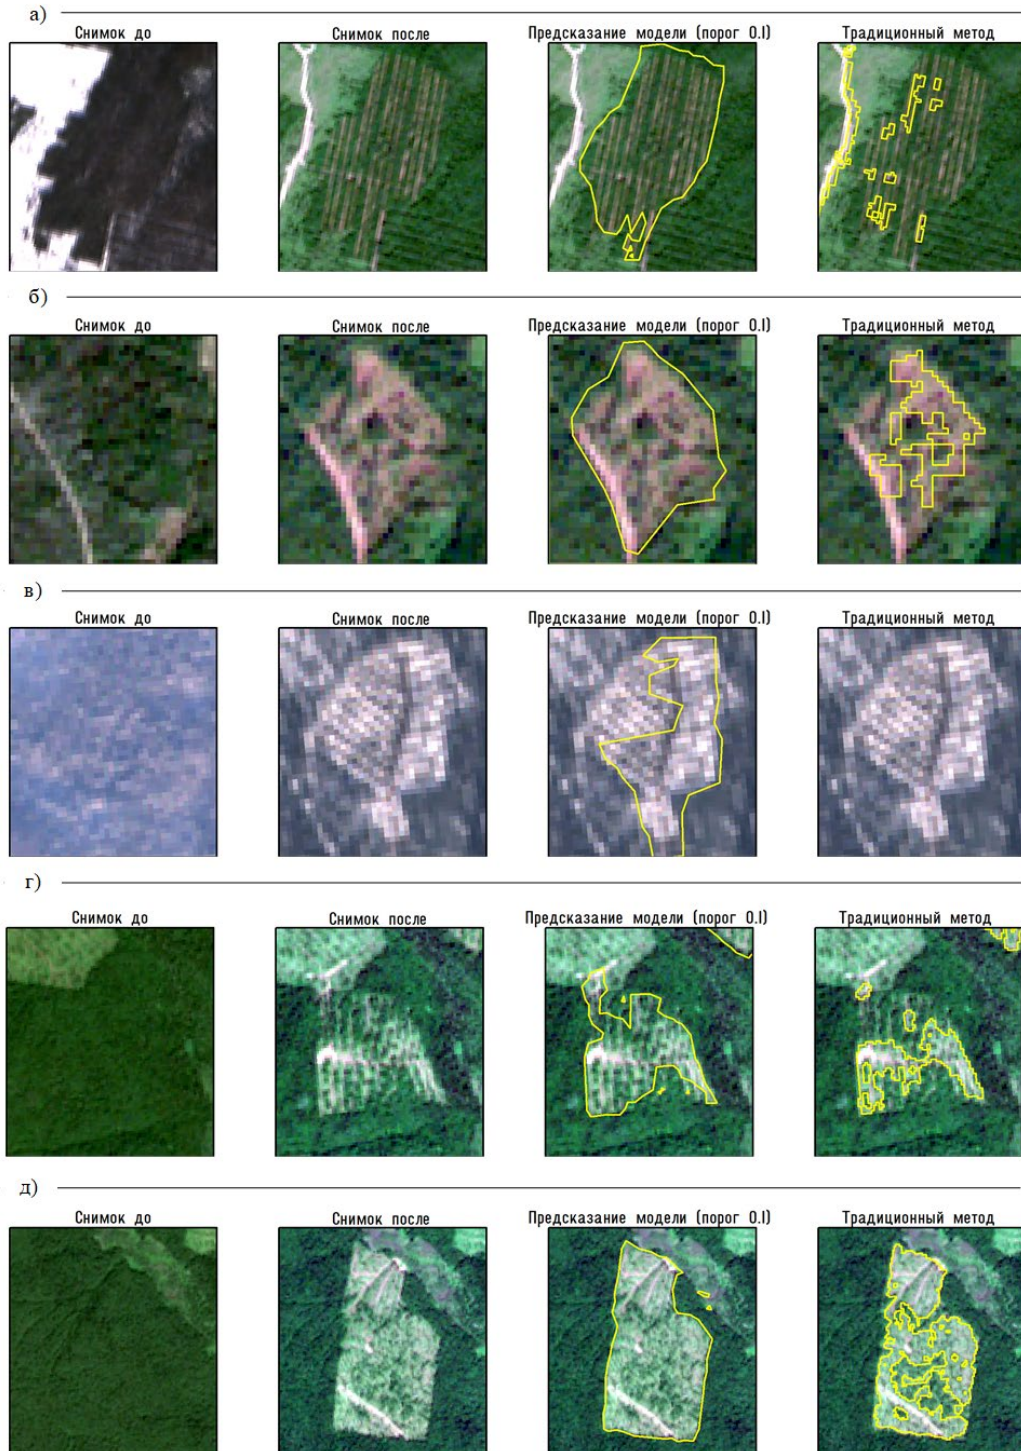 а)
Снимок до Снимок после Предсказание модели (порог 0.1) Традиционный метод
б)
Снимок до Снимок после Предсказание модели (порог 0.1) Традиционный метод
в)
Снимок до Снимок после Предсказание модели (порог 0.1) Традиционный метод
г)
Снимок до Снимок после Предсказание модели (порог 0.1) Традиционный метод
д)
Снимок до Снимок после Предсказание модели (порог 0.1) Традиционный метод